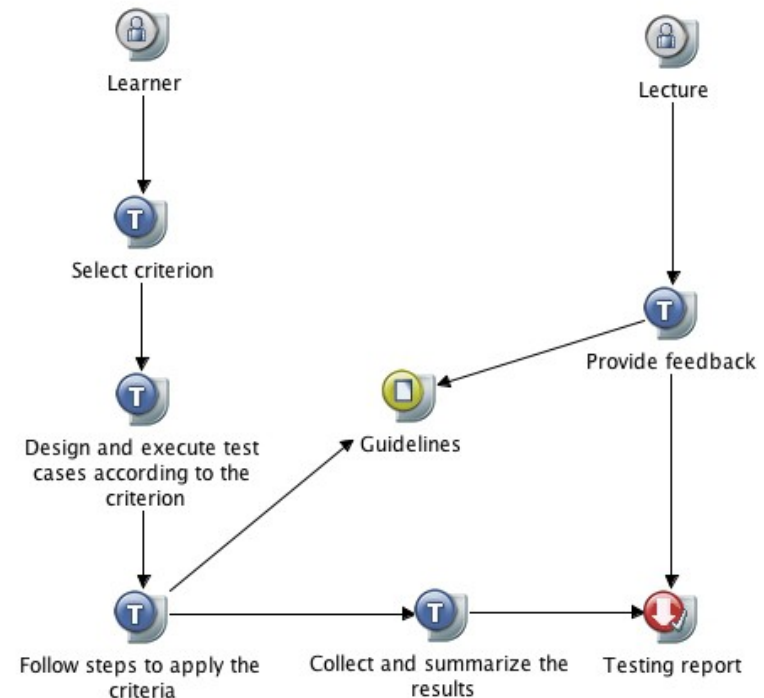 Learner
Lecture
T
Select criterion
T
Provide feedback
T
Design and execute test
cases according to the
criterion
Guidelines
T
Follow steps to apply the
criteria
T
Collect and summarize the
results
Testing report